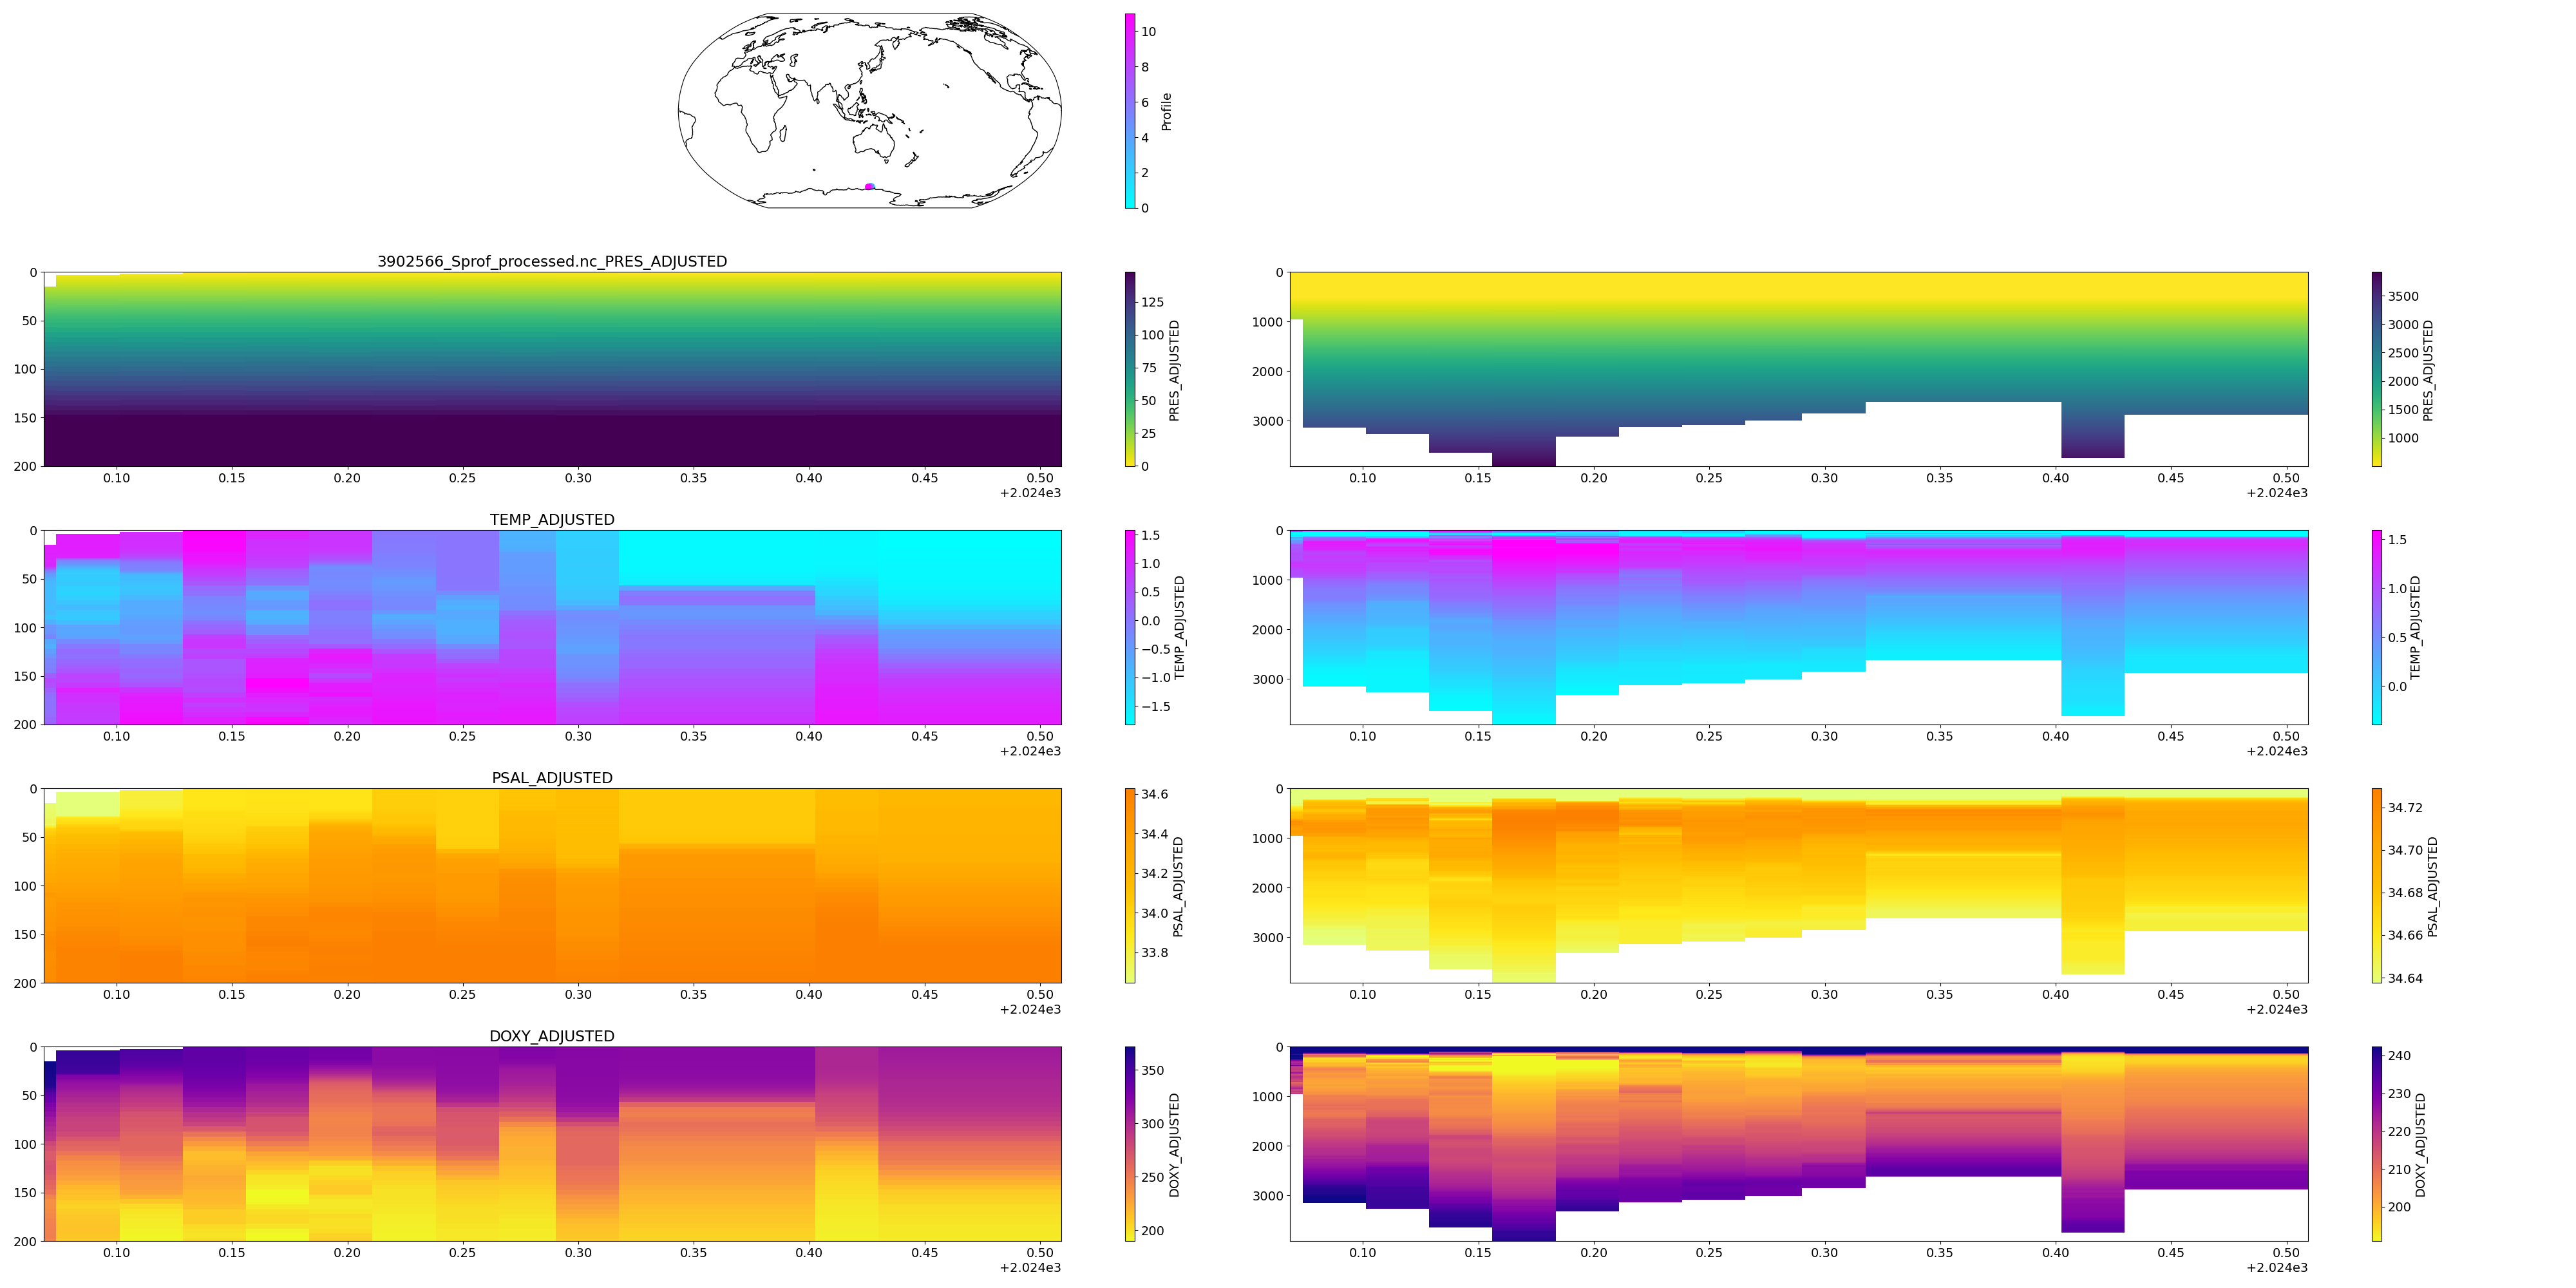 10
8
6
4
2
0
Profile
3902566_Sprof_processed.nc_PRES_ADJUSTED
0
50
100
150
200
0.10 0.15 0.20 0.25 0.30 0.35 0.40 0.45 0.50
+2.024e3
125
100
75
50
25
0
PRES_ADJUSTED
0
1000
2000
3000
0.10 0.15 0.20 0.25 0.30 0.35 0.40 0.45 0.50
+2.024e3
3500
3000
2500
2000
1500
1000
PRES_ADJUSTED
TEMP_ADJUSTED
0
50
100
150
200
0.10 0.15 0.20 0.25 0.30 0.35 0.40 0.45 0.50
+2.024e3
1.5
1.0
0.5
0.0
−0.5
−1.0
−1.5
TEMP_ADJUSTED
0
1000
2000
3000
0.10 0.15 0.20 0.25 0.30 0.35 0.40 0.45 0.50
+2.024e3
1.5
1.0
0.5
0.0
TEMP_ADJUSTED
PSAL_ADJUSTED
0
50
100
150
200
0.10 0.15 0.20 0.25 0.30 0.35 0.40 0.45 0.50
+2.024e3
34.6
34.4
34.2
34.0
33.8
PSAL_ADJUSTED
0
1000
2000
3000
0.10 0.15 0.20 0.25 0.30 0.35 0.40 0.45 0.50
+2.024e3
34.72
34.70
34.68
34.66
34.64
PSAL_ADJUSTED
DOXY_ADJUSTED
0
50
100
150
200
0.10 0.15 0.20 0.25 0.30 0.35 0.40 0.45 0.50
+2.024e3
350
300
250
200
DOXY_ADJUSTED
0
1000
2000
3000
0.10 0.15 0.20 0.25 0.30 0.35 0.40 0.45 0.50
+2.024e3
240
230
220
210
200
DOXY_ADJUSTED